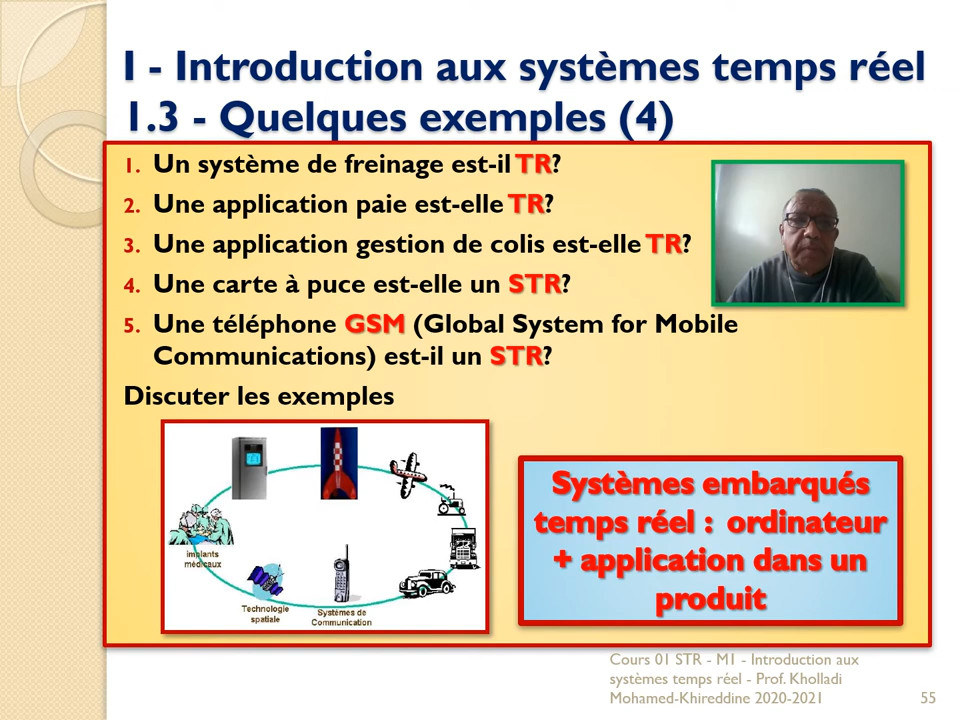 I - Introduction aux systèmes temps réel
1.3 - Quelques exemples (4)
1. Un système de freinage est-il TR?
2. Une application paie est-elle TR?
3. Une application gestion de colis est-elle TR?
4. Une carte à puce est-elle un STR?
5. Une téléphone GSM (Global System for Mobile
Communications) est-il un STR?
Discuter les exemples
implants
médicaux
Technologie
spatiale
Systèmes de
Communication
Systèmes embarqués
temps réel : ordinateur
+ application dans un
produit
Cours 01 STR - M1 - Introduction aux
systèmes temps réel - Prof. Kholladi
Mohamed-Khireddine 2020-2021
55